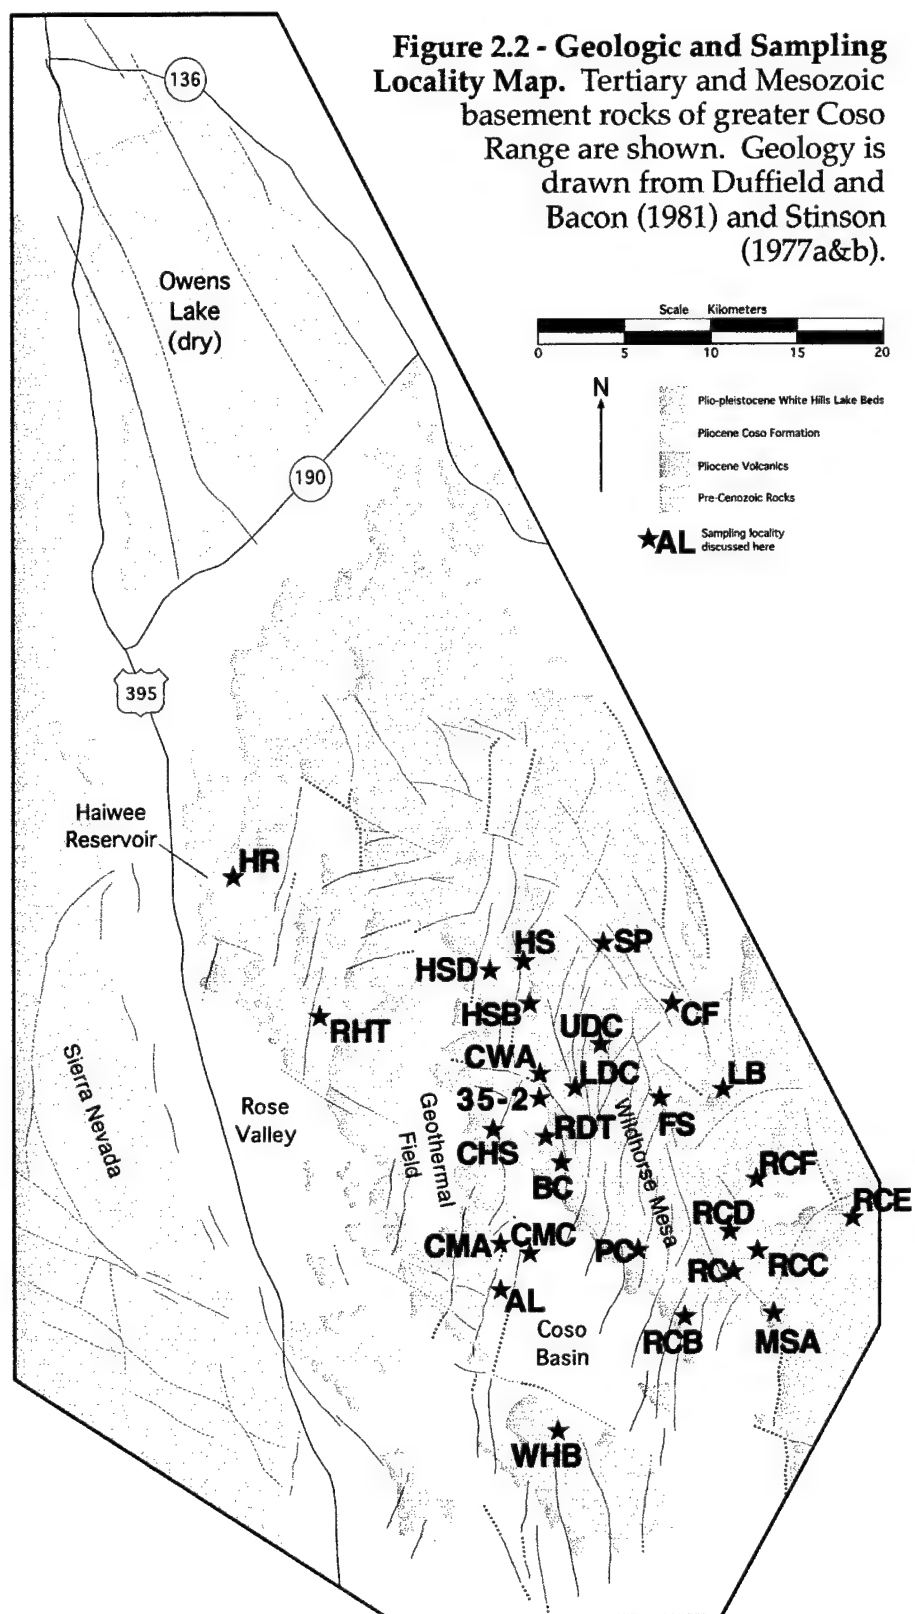 Figure 2.2 - Geologic and Sampling
Locality Map. Tertiary and Mesozoic
basement rocks of greater Coso
Range are shown. Geology is
drawn from Duffield and
Bacon (1981) and Stinson
(1977a&b).
136
Owens
Lake
(dry)
Scale Kilometers
0 5 10 15 20
N
Plio-pleistocene White Hills Lake Beds
Pliocene Coso Formation
Pliocene Volcanics
Pre-Cenozoic Rocks
AL Sampling locality
discussed here
190
395
Haiwee
Reservoir
HR
HS
SP
HSD
HSB
CF
UDC
RHT
CWA
LDC
LB
35-2
FS
RDT
CHS
BC
Sierra Nevada
Rose
Valley
Geothermal
Field
Wildhorse Mesa
RCF
RCE
RCD
CMA
CMC
PC
RC
RCC
AL
Coso
Basin
RCB
MSA
WHB